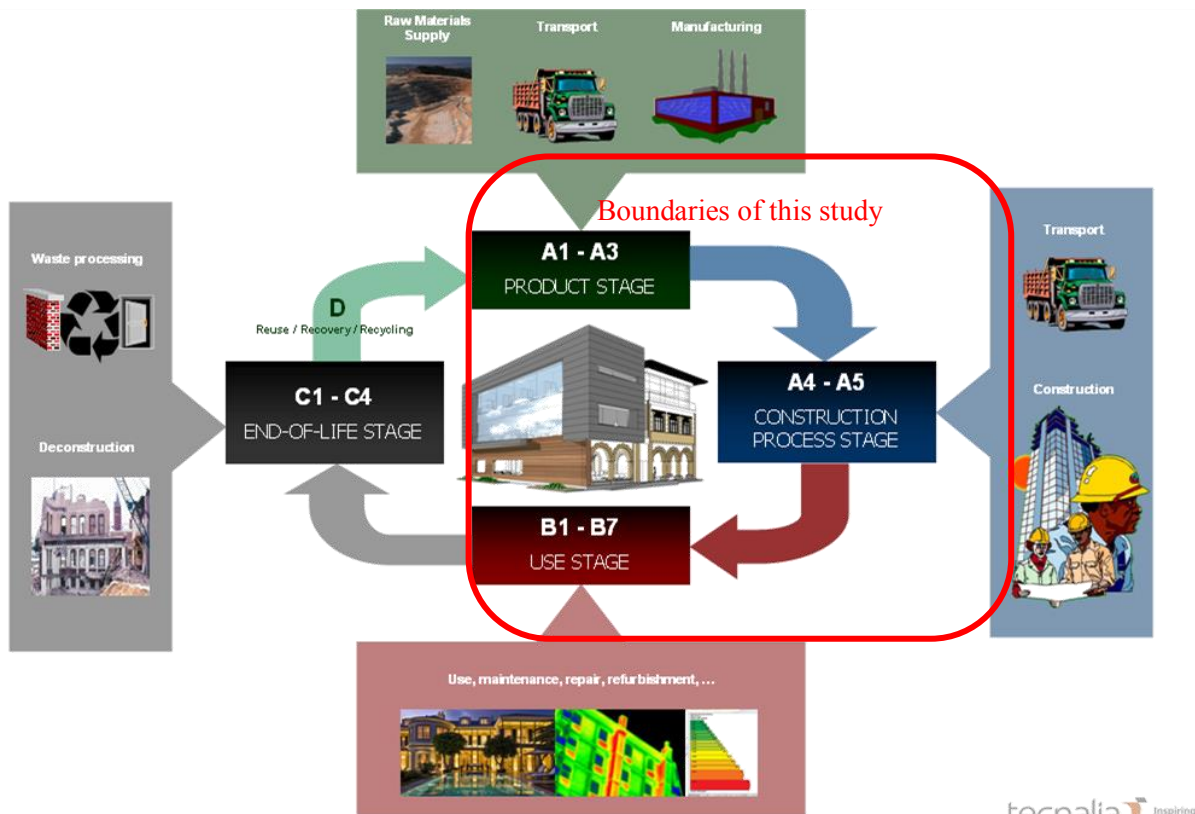 Raw Materials
Supply
Transport
Manufacturing
Boundaries of this study
A1 - A3
PRODUCT STAGE
Transport
Waste processing
D
Reuse / Recovery / Recycling
C1 - C4
END-OF-LIFE STAGE
A4 - A5
CONSTRUCTION
PROCESS STAGE
Construction
Deconstruction
B1 - B7
USE STAGE
Use, maintenance, repair, refurbishment, ...
tecnalia Inspiring